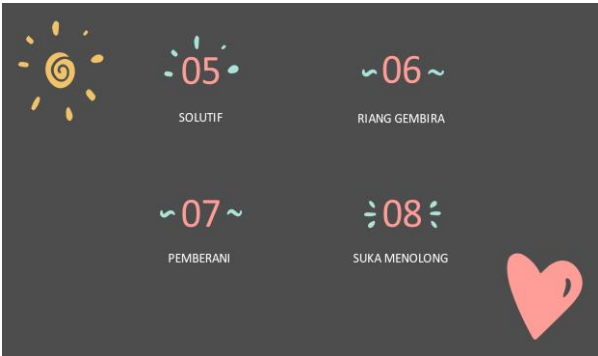 05
SOLUTIF
06
RIANG GEMBIRA
07
PEMBERANI
08
SUKA MENOLONG